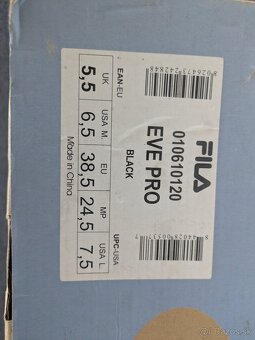 FILA
010610120
EVE PRO
BLACK
EAN-EU
UPC-USA
UK USA M. EU MP USA L.
5,5 6,5 38,5 24,5 7,5
Made in China